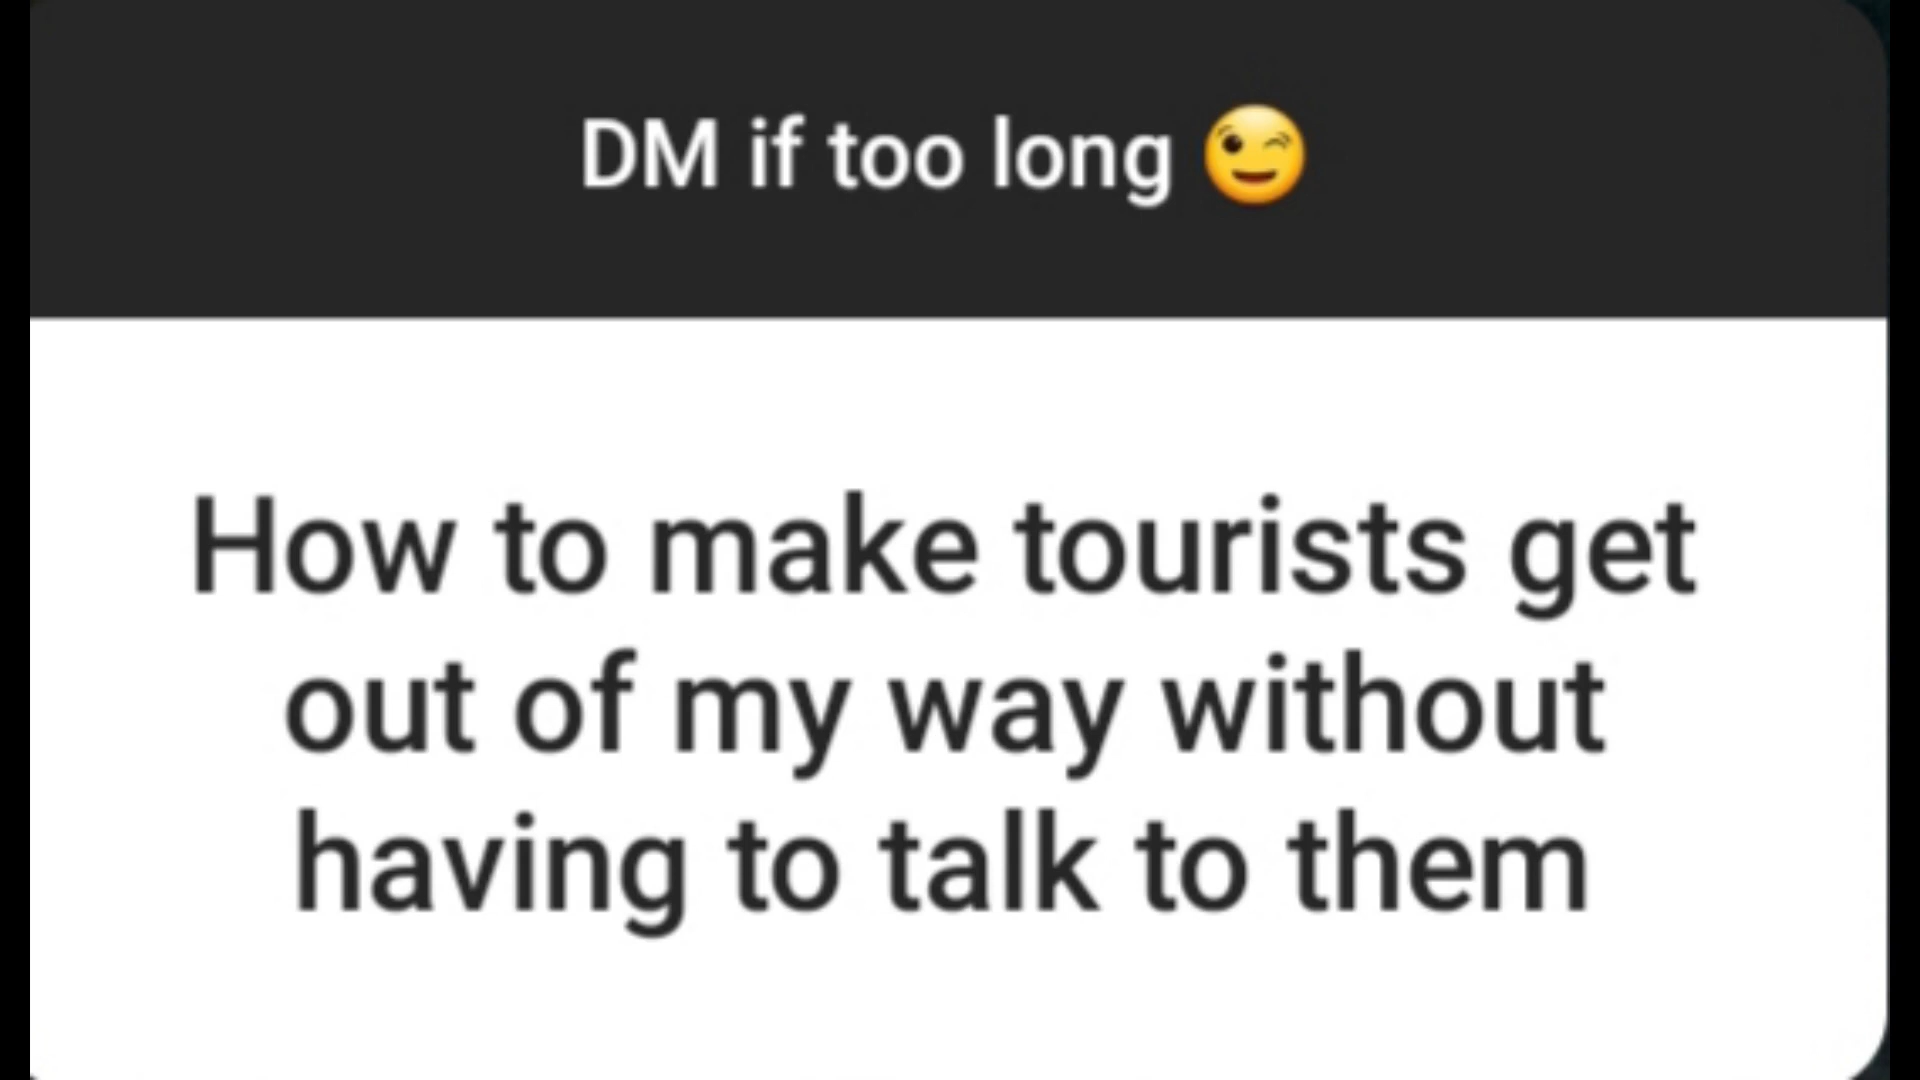 DM if too long 😉
How to make tourists get
out of my way without
having to talk to them